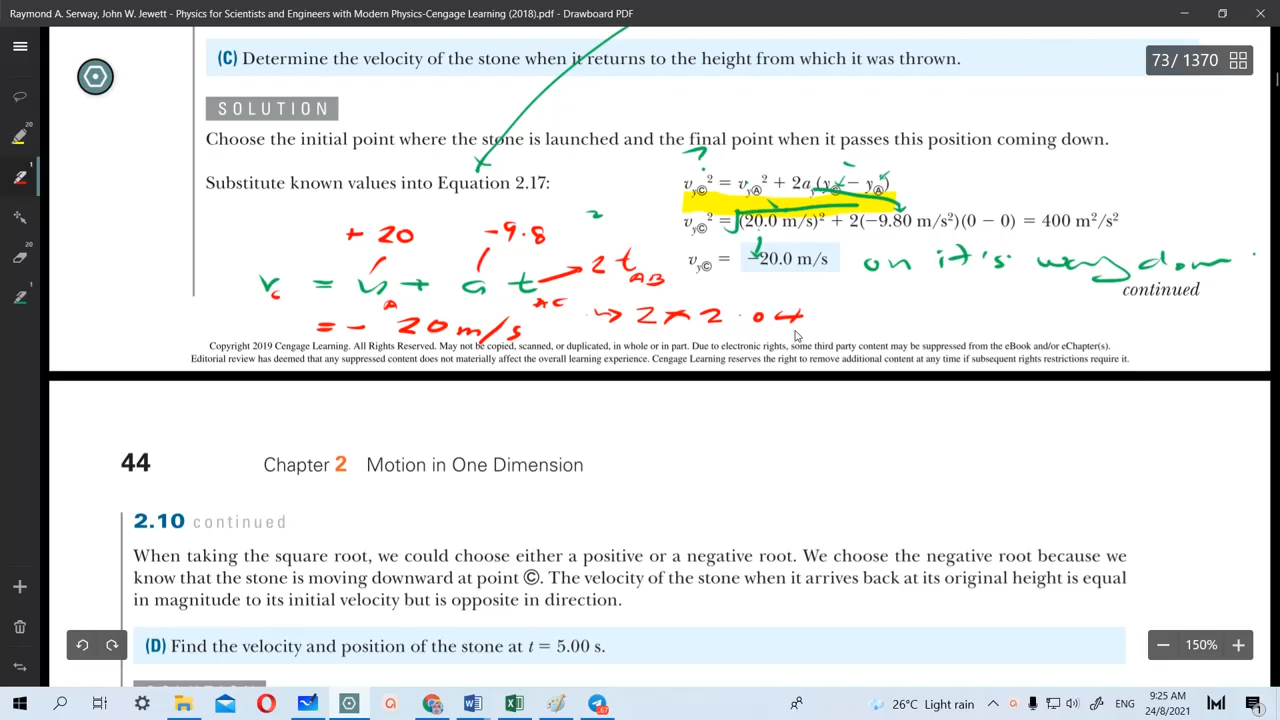 Raymond A. Serway, John W. Jewett - Physics for Scientists and Engineers with Modern Physics-Cengage Learning (2018).pdf - Drawboard PDF
(C) Determine the velocity of the stone when it returns to the height from which it was thrown.
73/ 1370
SOLUTION
Choose the initial point where the stone is launched and the final point when it passes this position coming down.
?
Substitute known values into Equation 2.17:
v_yⒸ² = v_yⒶ² + 2a_y(y_Ⓒ − y_Ⓐ)
v_yⒸ² = (20.0 m/s)² + 2(−9.80 m/s²)(0 − 0) = 400 m²/s²
+ 20 -9.8
v_yⒸ = −20.0 m/s
on it's way down
v_C = v_A + a t_AC → 2 t_AB
continued
= - 20 m/s
↳ 2 × 2.04
Copyright 2019 Cengage Learning. All Rights Reserved. May not be copied, scanned, or duplicated, in whole or in part. Due to electronic rights, some third party content may be suppressed from the eBook and/or eChapter(s).
Editorial review has deemed that any suppressed content does not materially affect the overall learning experience. Cengage Learning reserves the right to remove additional content at any time if subsequent rights restrictions require it.
44 Chapter 2 Motion in One Dimension
2.10 continued
When taking the square root, we could choose either a positive or a negative root. We choose the negative root because we
know that the stone is moving downward at point Ⓒ. The velocity of the stone when it arrives back at its original height is equal
in magnitude to its initial velocity but is opposite in direction.
(D) Find the velocity and position of the stone at t = 5.00 s.
150%
26°C Light rain
ENG
9:25 AM
24/8/2021